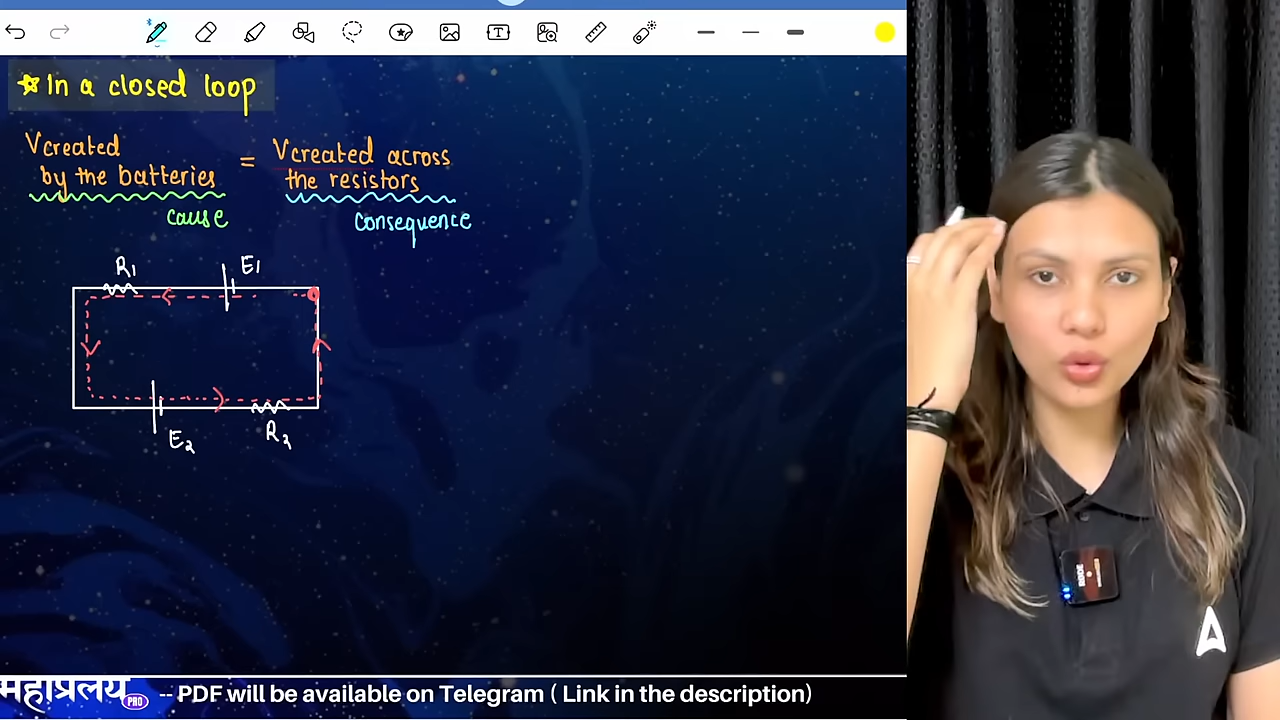 ☆ In a closed loop
Vcreated = Vcreated across
by the batteries the resistors
cause consequence
R1 E1
E2 R2
RODE
महाप्रलय PRO -- PDF will be available on Telegram ( Link in the description)